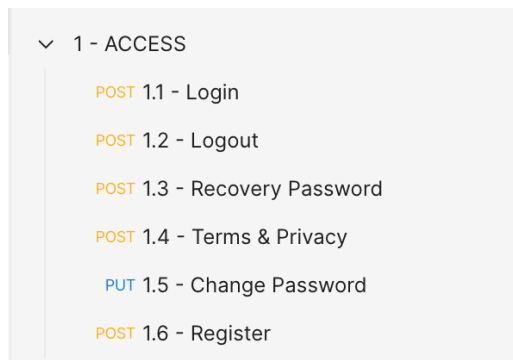 1 - ACCESS
POST 1.1 - Login
POST 1.2 - Logout
POST 1.3 - Recovery Password
POST 1.4 - Terms & Privacy
PUT 1.5 - Change Password
POST 1.6 - Register